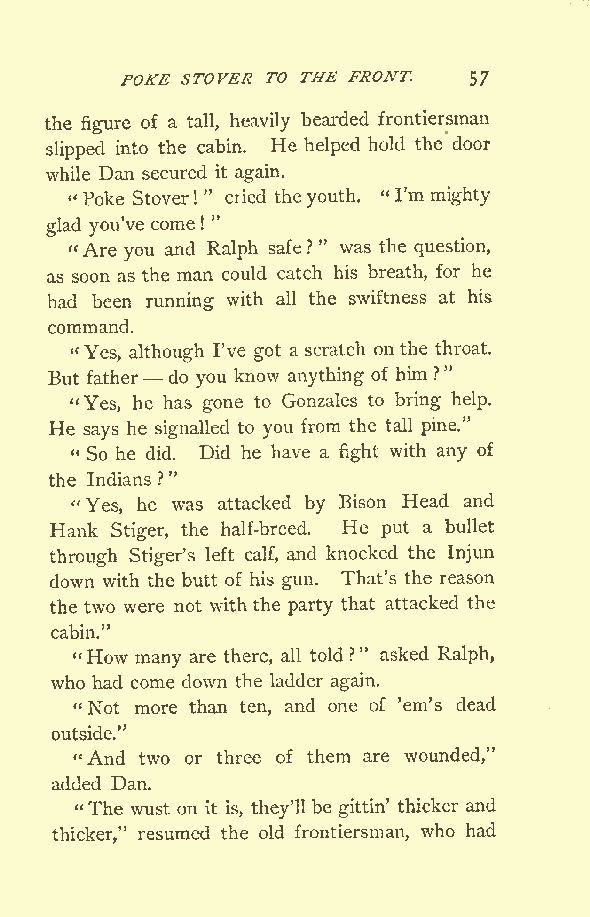 POKE STOVER TO THE FRONT. 57
the figure of a tall, heavily bearded frontiersman
slipped into the cabin. He helped hold the door
while Dan secured it again.
"Poke Stover!" cried the youth. "I'm mighty
glad you've come!"
"Are you and Ralph safe?" was the question,
as soon as the man could catch his breath, for he
had been running with all the swiftness at his
command.
"Yes, although I've got a scratch on the throat.
But father — do you know anything of him?"
"Yes, he has gone to Gonzales to bring help.
He says he signalled to you from the tall pine."
"So he did. Did he have a fight with any of
the Indians?"
"Yes, he was attacked by Bison Head and
Hank Stiger, the half-breed. He put a bullet
through Stiger's left calf, and knocked the Injun
down with the butt of his gun. That's the reason
the two were not with the party that attacked the
cabin."
"How many are there, all told?" asked Ralph,
who had come down the ladder again.
"Not more than ten, and one of 'em's dead
outside."
"And two or three of them are wounded,"
added Dan.
"The wust on it is, they'll be gittin' thicker and
thicker," resumed the old frontiersman, who had